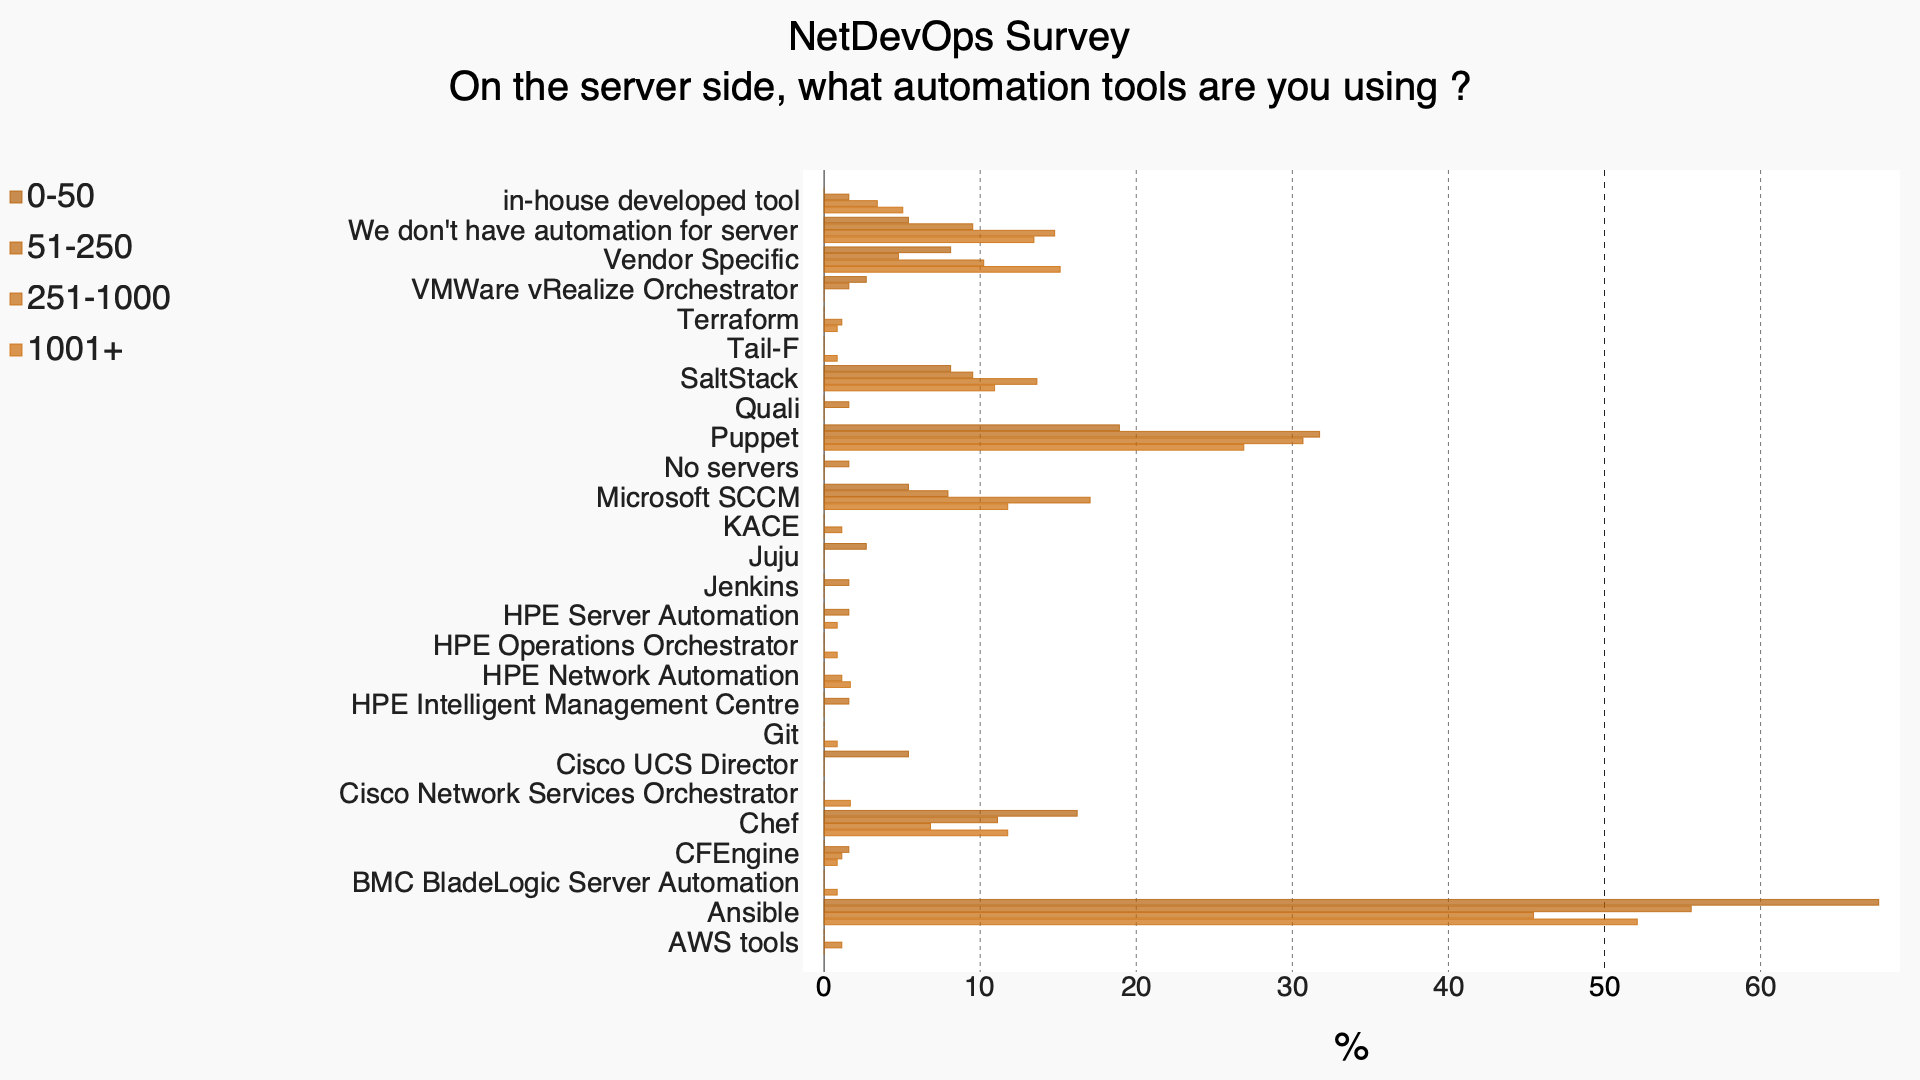 NetDevOps Survey
On the server side, what automation tools are you using ?
0-50
51-250
251-1000
1001+
in-house developed tool
We don't have automation for server
Vendor Specific
VMWare vRealize Orchestrator
Terraform
Tail-F
SaltStack
Quali
Puppet
No servers
Microsoft SCCM
KACE
Juju
Jenkins
HPE Server Automation
HPE Operations Orchestrator
HPE Network Automation
HPE Intelligent Management Centre
Git
Cisco UCS Director
Cisco Network Services Orchestrator
Chef
CFEngine
BMC BladeLogic Server Automation
Ansible
AWS tools
0 10 20 30 40 50 60
%